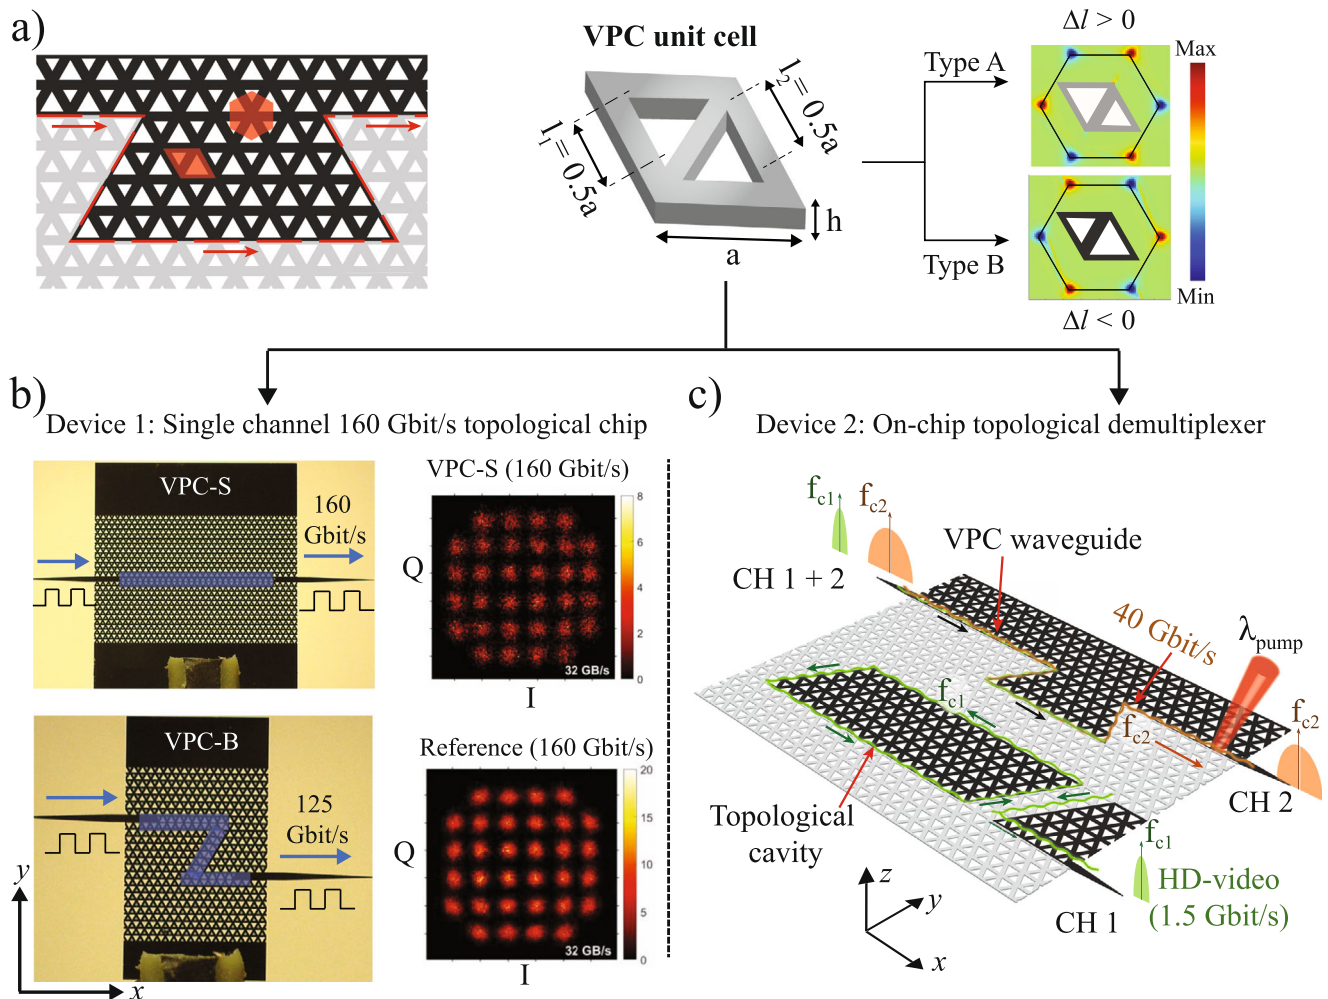 a)
VPC unit cell
l₁ = 0.5a
l₂ = 0.5a
h
a
Type A
Type B
Δl > 0
Max
Min
Δl < 0
b)
Device 1: Single channel 160 Gbit/s topological chip
VPC-S
160
Gbit/s
VPC-S (160 Gbit/s)
Q
32 GB/s
I
8
6
4
2
0
VPC-B
125
Gbit/s
y
x
Reference (160 Gbit/s)
Q
32 GB/s
I
20
15
10
5
0
c)
Device 2: On-chip topological demultiplexer
fc1
fc2
CH 1 + 2
VPC waveguide
40 Gbit/s
λpump
fc1
fc2
fc2
CH 2
Topological
cavity
fc1
HD-video
(1.5 Gbit/s)
CH 1
z
y
x